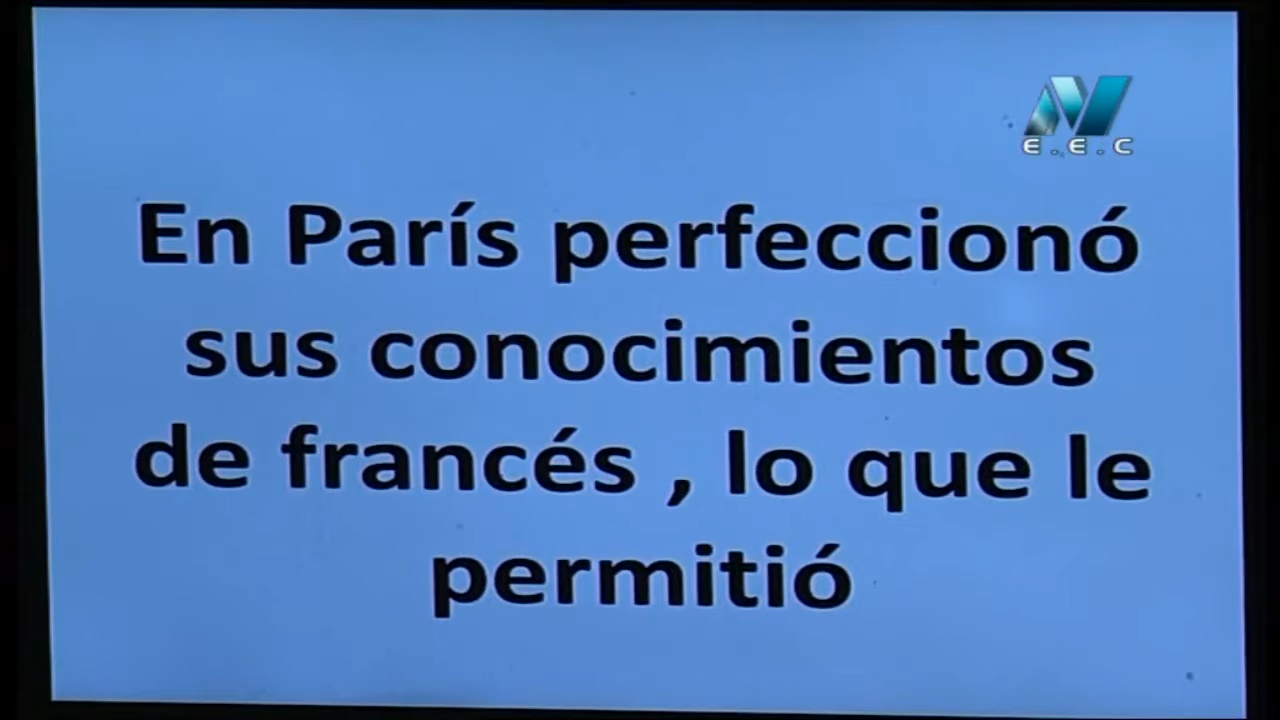 E.E.C
En París perfeccionó
sus conocimientos
de francés , lo que le
permitió